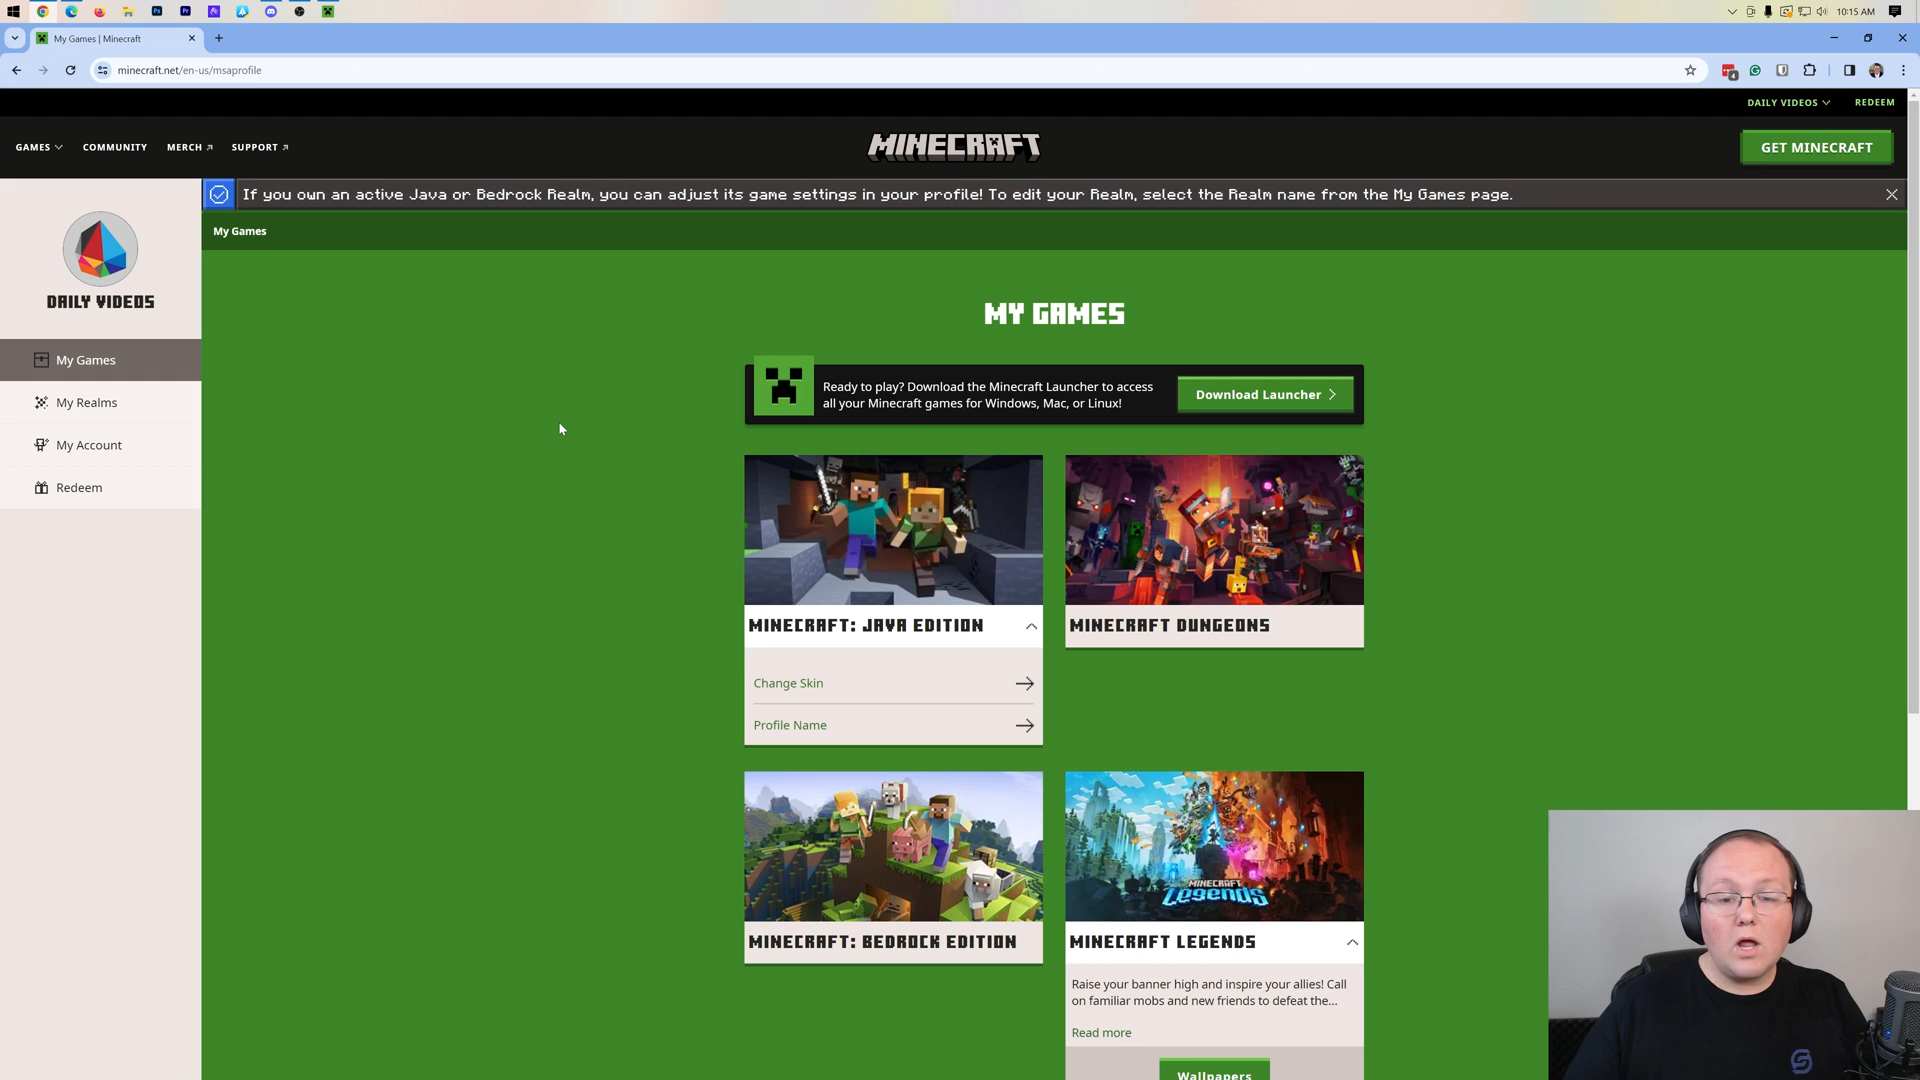 10:15 AM
My Games | Minecraft
minecraft.net/en-us/msaprofile
DAILY VIDEOS
REDEEM
GAMES
COMMUNITY
MERCH
SUPPORT
MINECRAFT
GET MINECRAFT
If you own an active Java or Bedrock Realm, you can adjust its game settings in your profile! To edit your Realm, select the Realm name from the My Games page.
My Games
DAILY VIDEOS
My Games
My Realms
My Account
Redeem
MY GAMES
Ready to play? Download the Minecraft Launcher to access
all your Minecraft games for Windows, Mac, or Linux!
Download Launcher
MINECRAFT: JAVA EDITION
Change Skin
Profile Name
MINECRAFT DUNGEONS
MINECRAFT: BEDROCK EDITION
MINECRAFT
Legends
MINECRAFT LEGENDS
Raise your banner high and inspire your allies! Call
on familiar mobs and new friends to defeat the...
Read more
Wallpapers